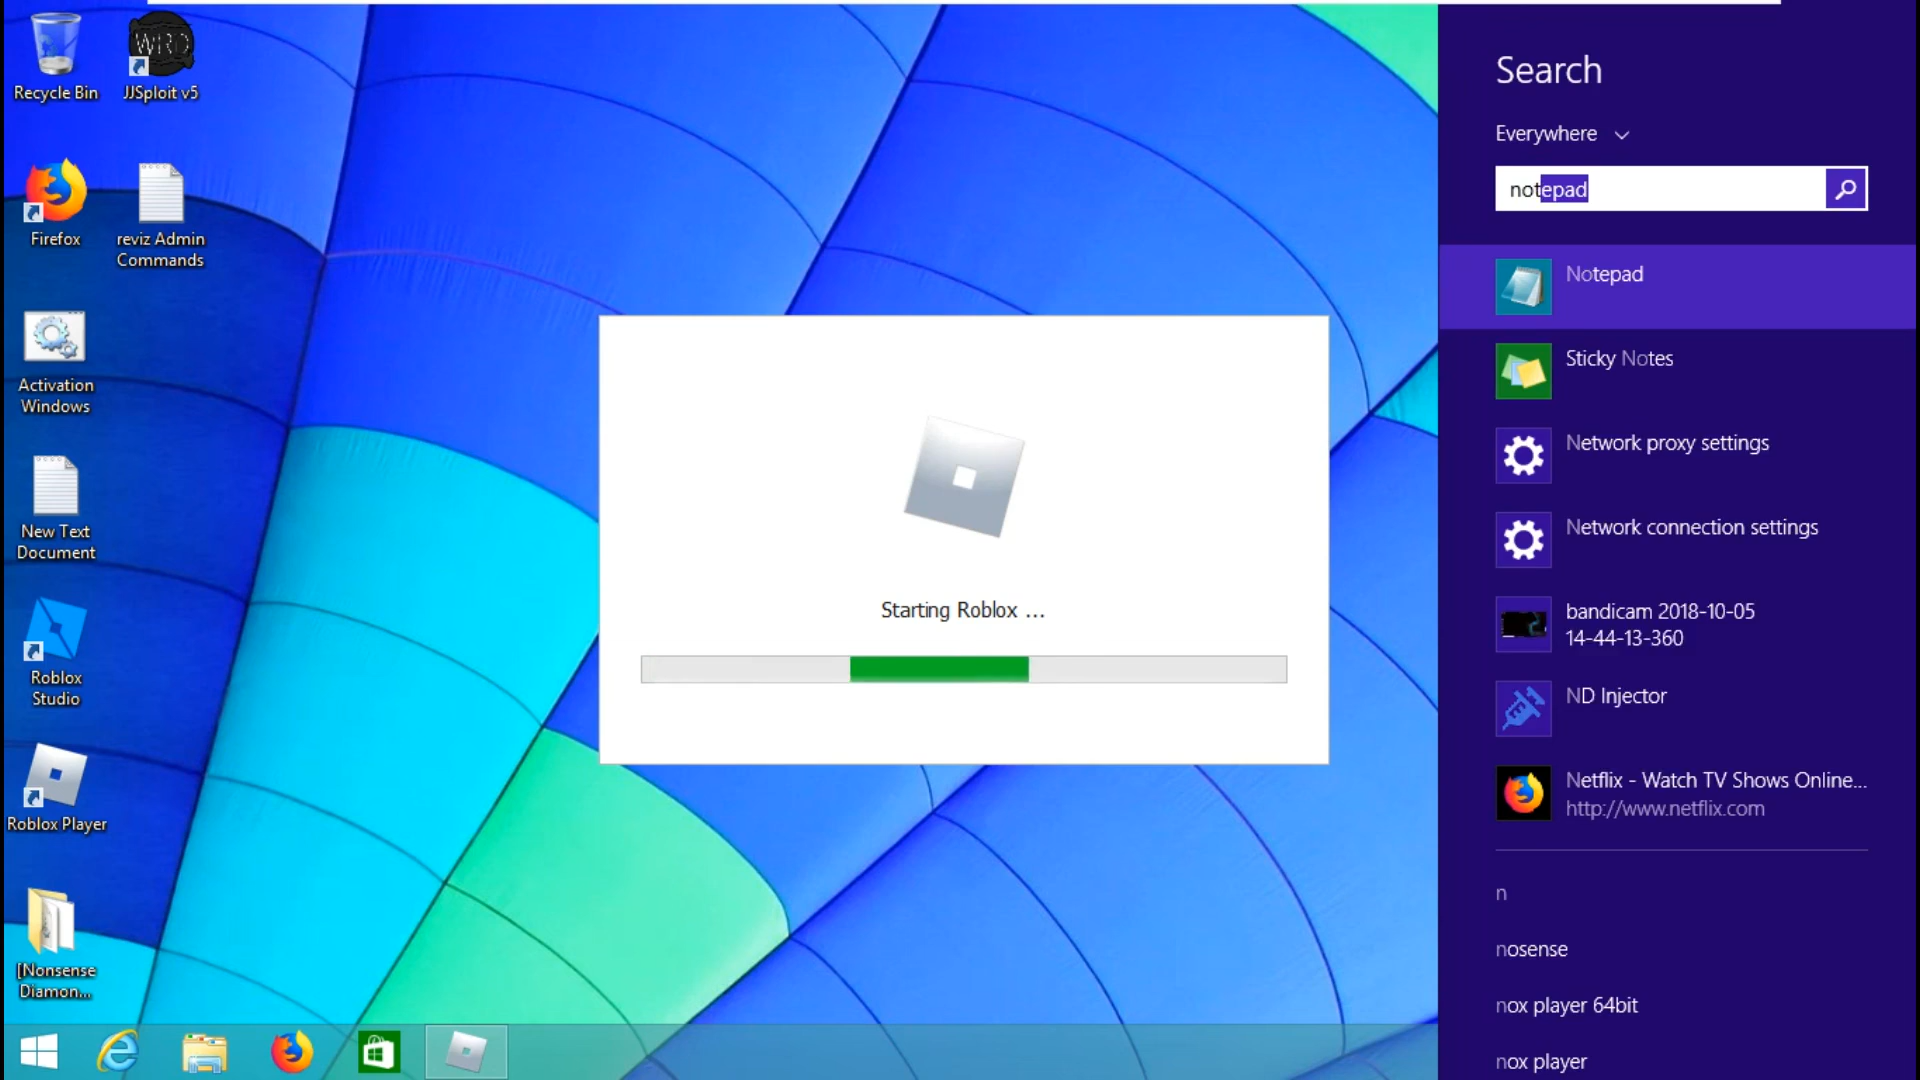 Recycle Bin
WRD
JJSploit v5
Firefox
reviz Admin
Commands
Activation
Windows
New Text
Document
Roblox
Studio
Roblox Player
[Nonsense
Diamon...
Starting Roblox ...
Search
Everywhere
notepad
Notepad
Sticky Notes
Network proxy settings
Network connection settings
bandicam 2018-10-05
14-44-13-360
ND Injector
Netflix - Watch TV Shows Online...
http://www.netflix.com
n
nosense
nox player 64bit
nox player